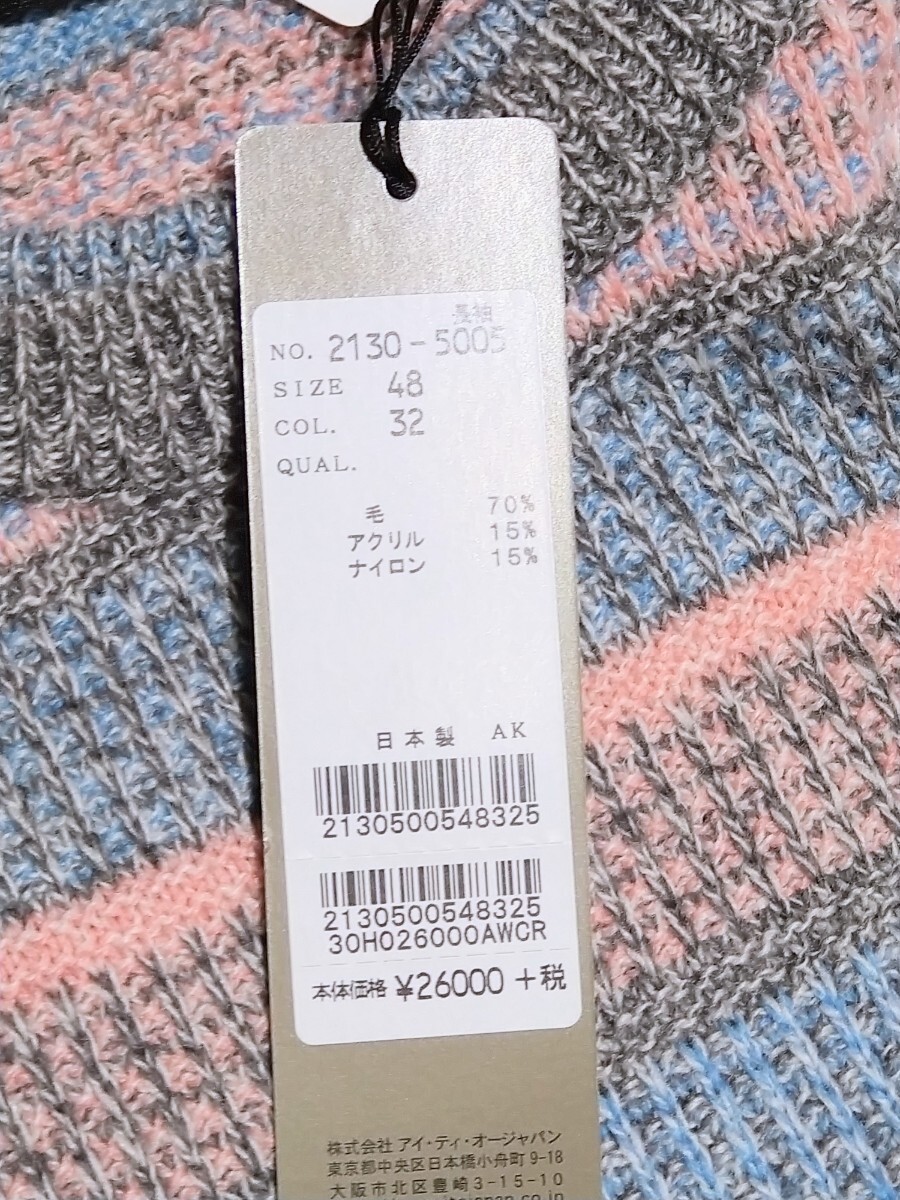 長袖
NO. 2130-5005
SIZE 48
COL. 32
QUAL.
毛 70%
アクリル 15%
ナイロン 15%
日本製 AK
2130500548325
2130500548325
30H026000AWCR
本体価格 ¥26000 +税
株式会社 アイ・ティ・オージャパン
東京都中央区日本橋小舟町9-18
大阪市北区豊崎3-15-10